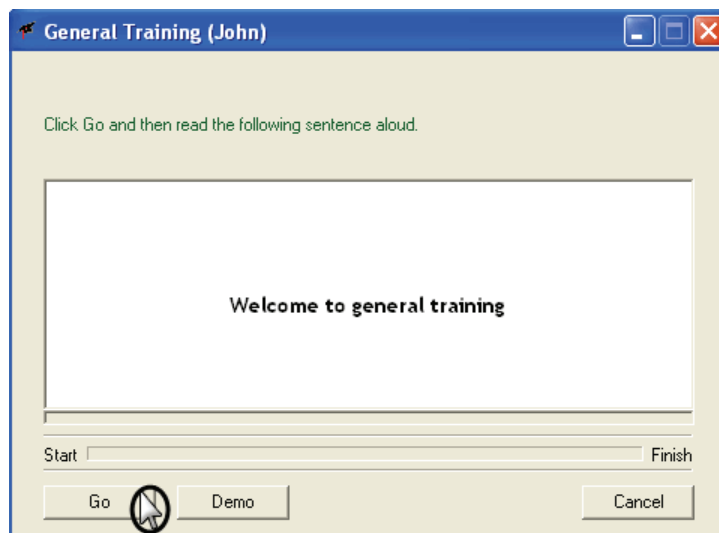 General Training (John)
Click Go and then read the following sentence aloud.
Welcome to general training
Start Finish
Go Demo Cancel